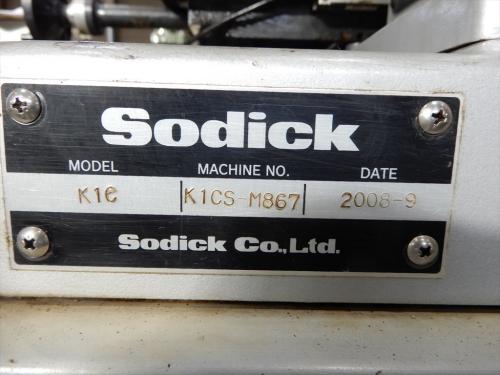 Sodick
MODEL MACHINE NO. DATE
K1C K1CS-M867 2008-9
Sodick Co.,Ltd.